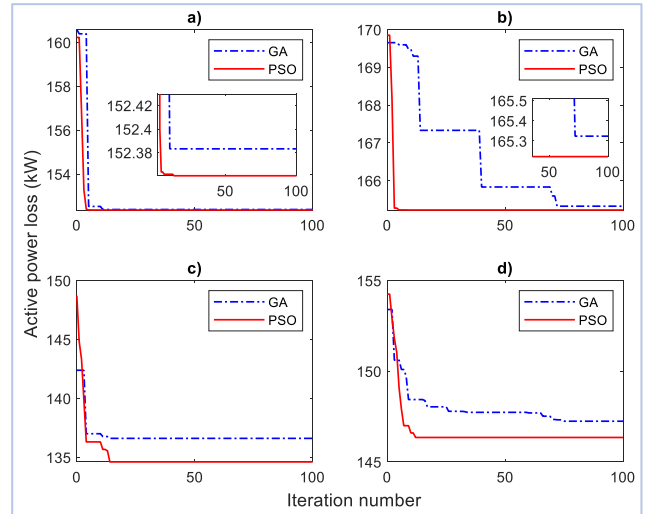 a)
160
158
156
154
GA
PSO
152.42
152.4
152.38
50
100
0
50
100
b)
170
169
168
167
166
GA
PSO
165.5
165.4
165.3
50
100
0
50
100
Active power loss (kW)
c)
150
145
140
135
GA
PSO
0
50
100
d)
155
150
145
GA
PSO
0
50
100
Iteration number